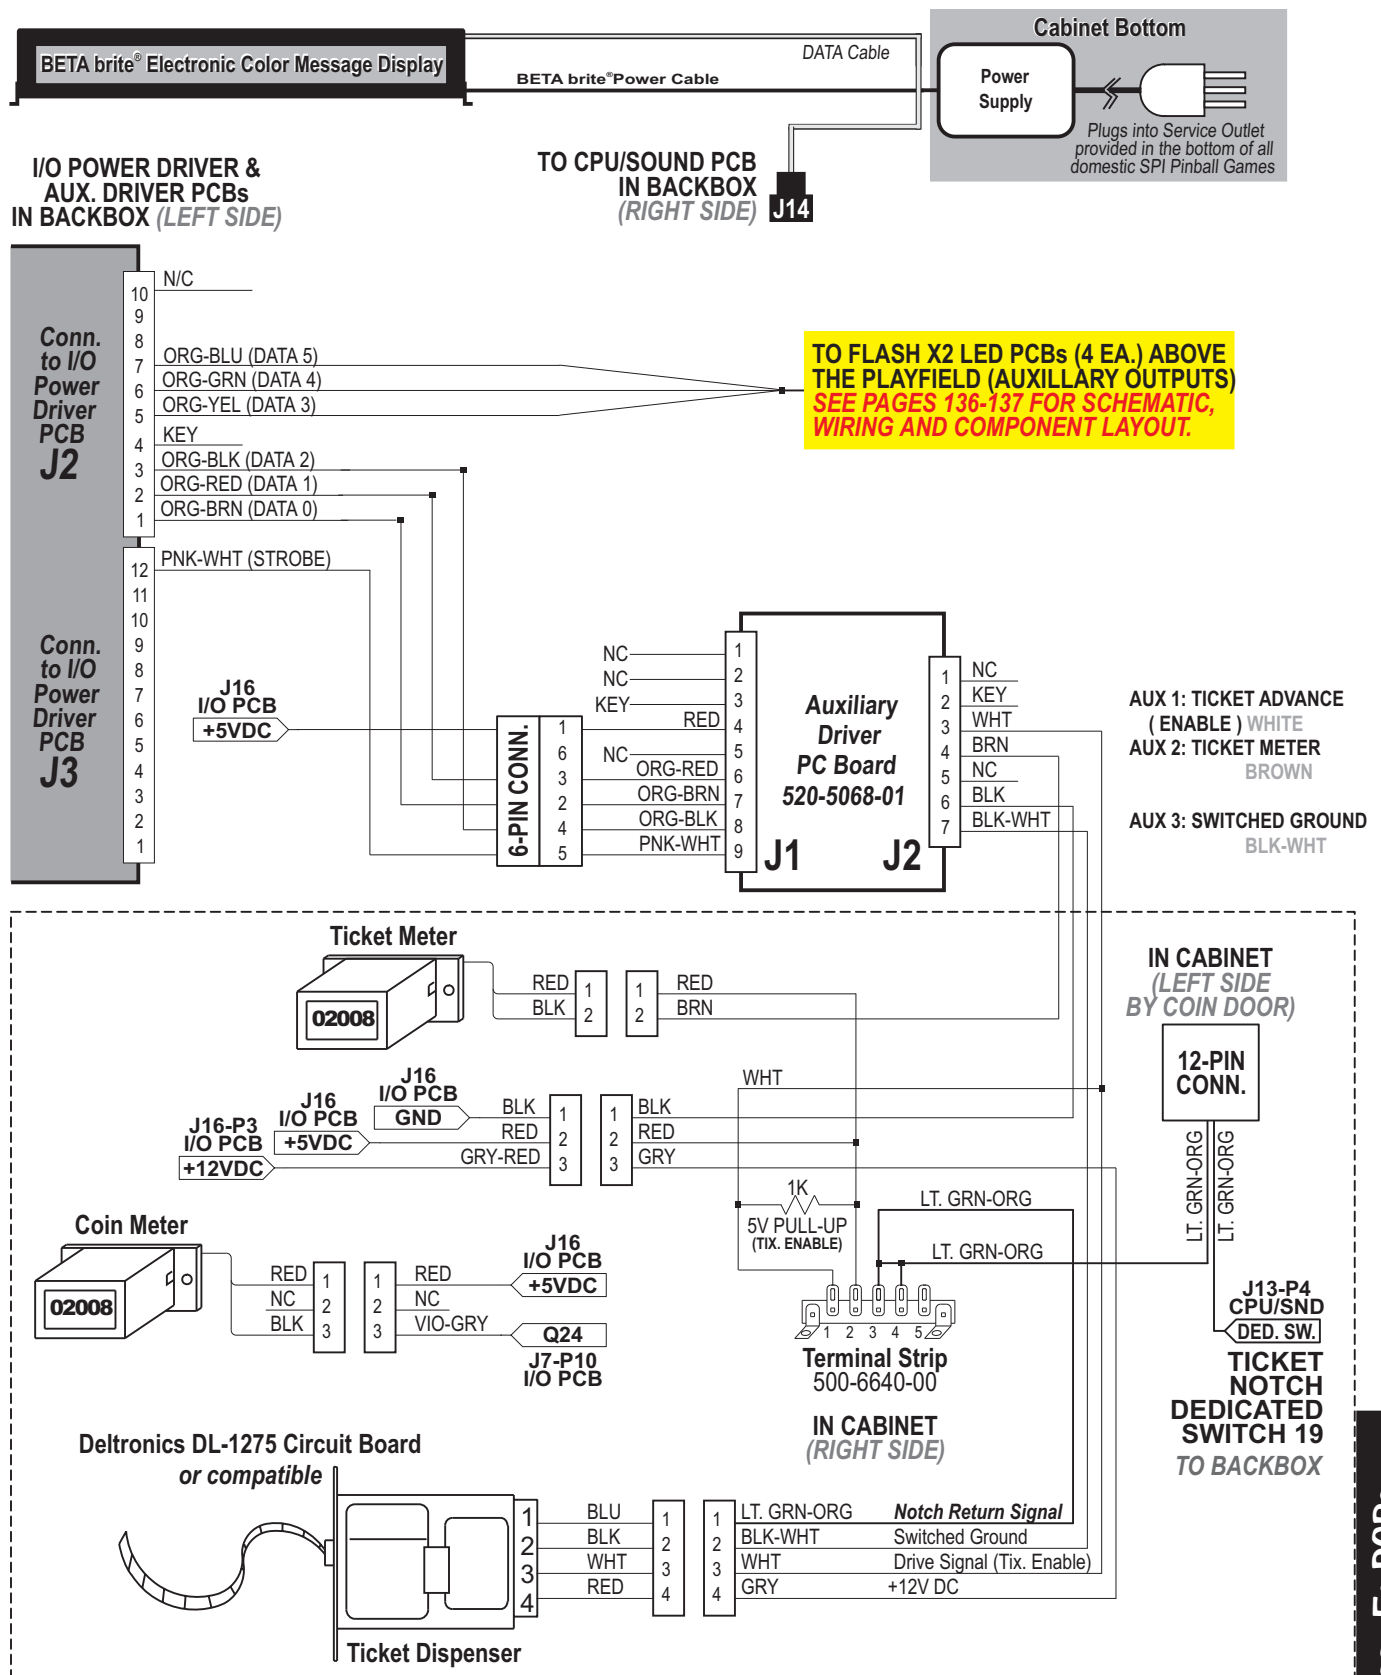 Cabinet Bottom
DATA Cable
BETA brite® Electronic Color Message Display
BETA brite® Power Cable
Power
Supply
Plugs into Service Outlet
provided in the bottom of all
domestic SPI Pinball Games
TO CPU/SOUND PCB
IN BACKBOX
(RIGHT SIDE)
J14
I/O POWER DRIVER &
AUX. DRIVER PCBs
IN BACKBOX (LEFT SIDE)
Conn.
to I/O
Power
Driver
PCB
J2
10 N/C
9
8
7 ORG-BLU (DATA 5)
6 ORG-GRN (DATA 4)
5 ORG-YEL (DATA 3)
4 KEY
3 ORG-BLK (DATA 2)
2 ORG-RED (DATA 1)
1 ORG-BRN (DATA 0)
TO FLASH X2 LED PCBs (4 EA.) ABOVE
THE PLAYFIELD (AUXILLARY OUTPUTS)
SEE PAGES 136-137 FOR SCHEMATIC,
WIRING AND COMPONENT LAYOUT.
Conn.
to I/O
Power
Driver
PCB
J3
12 PNK-WHT (STROBE)
11
10
9
8
7
6
5
4
3
2
1
J16
I/O PCB
+5VDC
6-PIN CONN.
1
6
3
2
4
5
NC 1
NC 2
KEY 3
RED 4
NC 5
ORG-RED 6
ORG-BRN 7
ORG-BLK 8
PNK-WHT 9
Auxiliary
Driver
PC Board
520-5068-01
J1
J2
1 NC
2 KEY
3 WHT
4 BRN
5 NC
6 BLK
7 BLK-WHT
AUX 1: TICKET ADVANCE
( ENABLE ) WHITE
AUX 2: TICKET METER
BROWN
AUX 3: SWITCHED GROUND
BLK-WHT
Ticket Meter
02008
RED 1 1 RED
BLK 2 2 BRN
IN CABINET
(LEFT SIDE
BY COIN DOOR)
12-PIN
CONN.
LT. GRN-ORG
LT. GRN-ORG
WHT
J16
I/O PCB
GND
J16
I/O PCB
+5VDC
J16-P3
I/O PCB
+12VDC
BLK 1 1 BLK
RED 2 2 RED
GRY-RED 3 3 GRY
1K
5V PULL-UP
(TIX. ENABLE)
LT. GRN-ORG
LT. GRN-ORG
1 2 3 4 5
Terminal Strip
500-6640-00
IN CABINET
(RIGHT SIDE)
J13-P4
CPU/SND
DED. SW.
TICKET
NOTCH
DEDICATED
SWITCH 19
TO BACKBOX
Coin Meter
02008
RED 1 1 RED
NC 2 2 NC
BLK 3 3 VIO-GRY
J16
I/O PCB
+5VDC
Q24
J7-P10
I/O PCB
Deltronics DL-1275 Circuit Board
or compatible
1 BLU 1 1 LT. GRN-ORG Notch Return Signal
2 BLK 2 2 BLK-WHT Switched Ground
3 WHT 3 3 WHT Drive Signal (Tix. Enable)
4 RED 4 4 GRY +12V DC
Ticket Dispenser